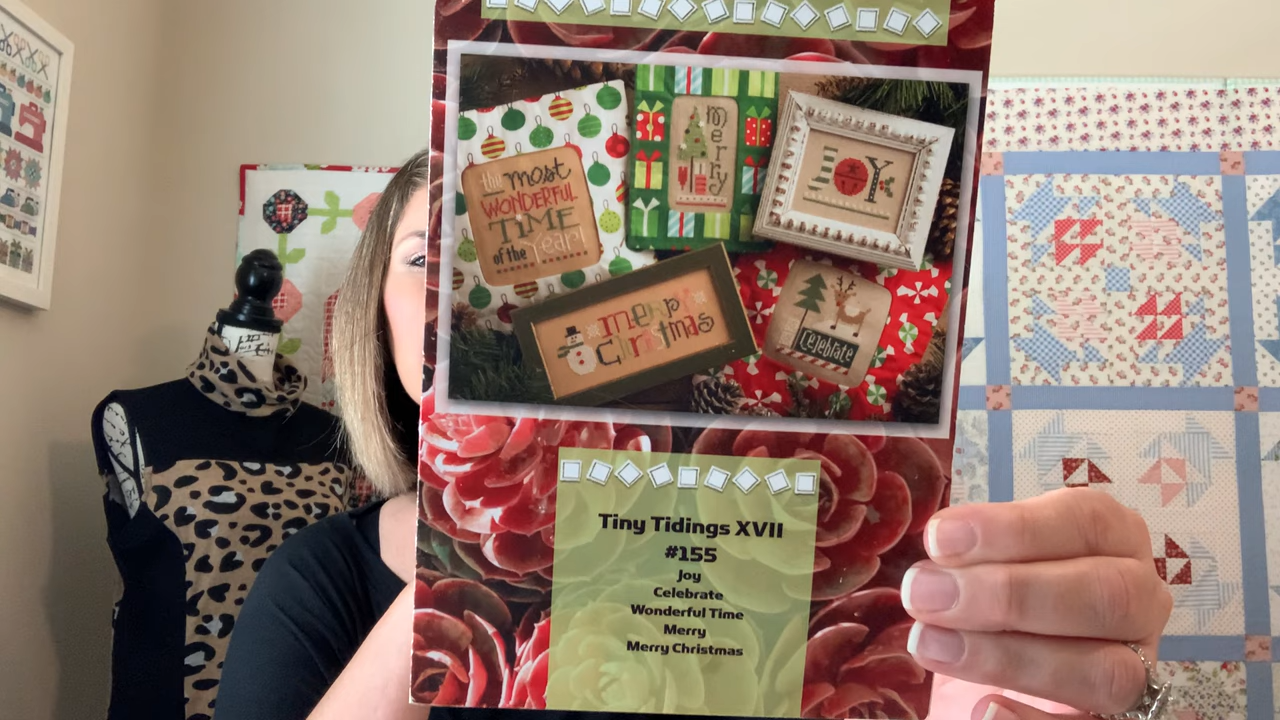 the most
WONDERFUL
TIME
of the Year!
merry
JOY
merry
Christmas
celebrate
Tiny Tidings XVII
#155
Joy
Celebrate
Wonderful Time
Merry
Merry Christmas